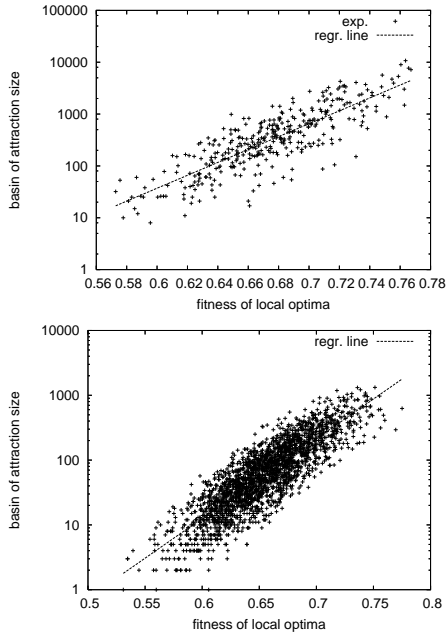 100000
10000
1000
100
10
1
basin of attraction size
exp.
regr. line
0.56 0.58 0.6 0.62 0.64 0.66 0.68 0.7 0.72 0.74 0.76 0.78
fitness of local optima
10000
1000
100
10
1
basin of attraction size
regr. line
0.5 0.55 0.6 0.65 0.7 0.75 0.8
fitness of local optima